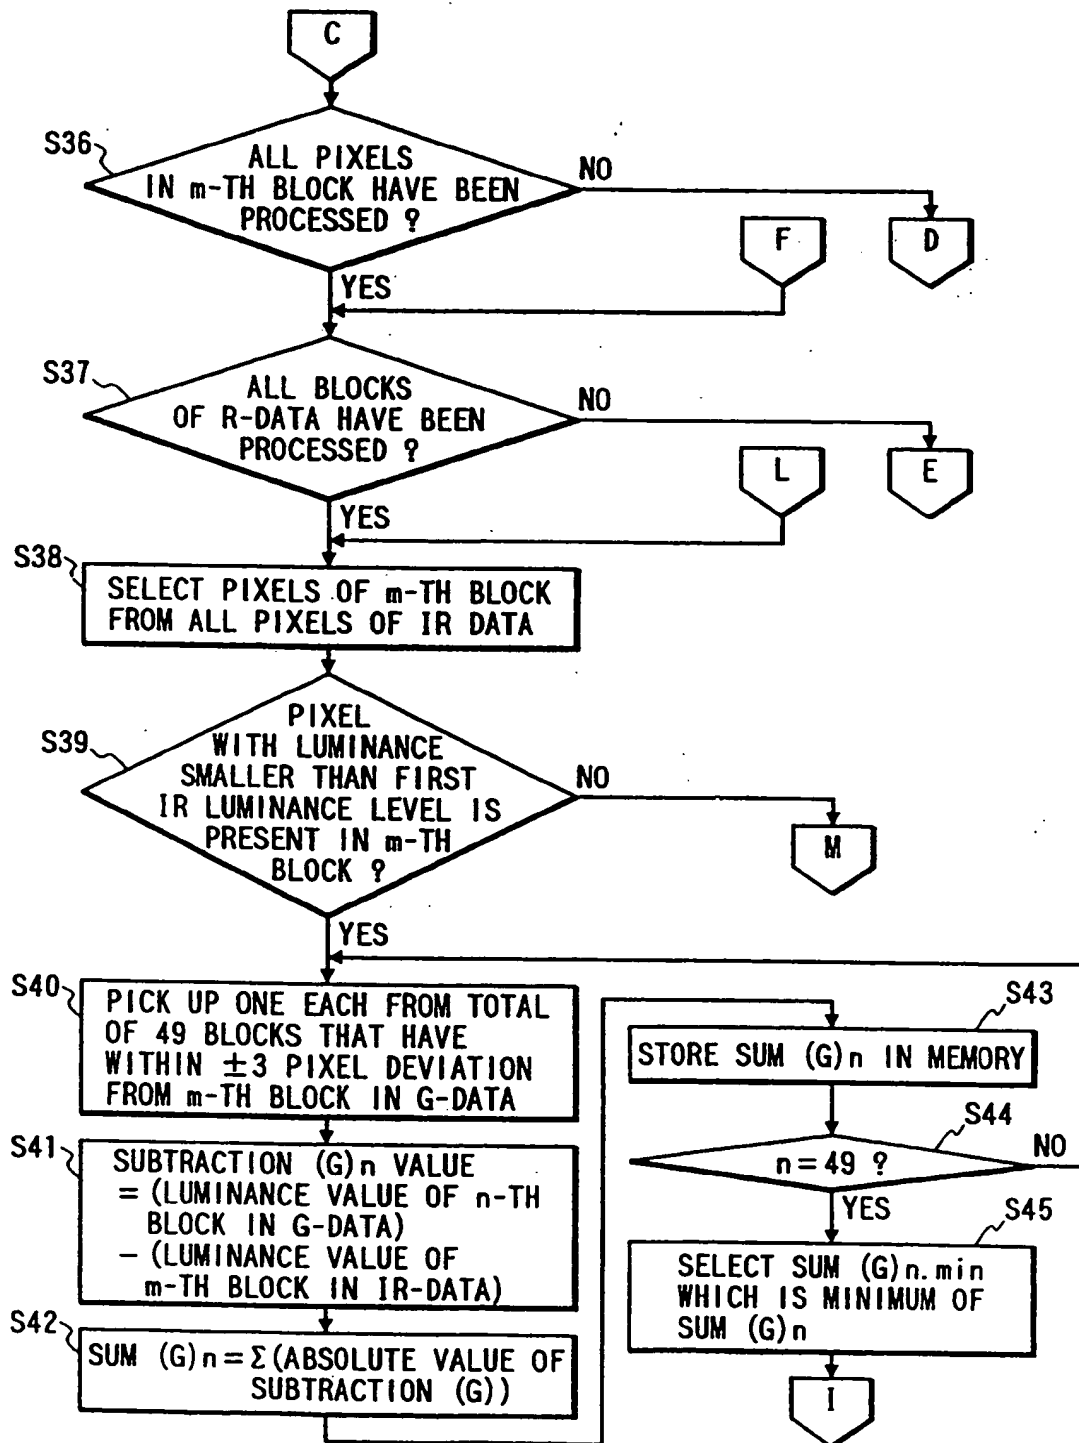 C
S36
ALL PIXELS
IN m-TH BLOCK HAVE BEEN
PROCESSED ?
NO
D
F
YES
S37
ALL BLOCKS
OF R-DATA HAVE BEEN
PROCESSED ?
NO
E
L
YES
S38
SELECT PIXELS OF m-TH BLOCK
FROM ALL PIXELS OF IR DATA
S39
PIXEL
WITH LUMINANCE
SMALLER THAN FIRST
IR LUMINANCE LEVEL IS
PRESENT IN m-TH
BLOCK ?
NO
M
YES
S40
PICK UP ONE EACH FROM TOTAL
OF 49 BLOCKS THAT HAVE
WITHIN ±3 PIXEL DEVIATION
FROM m-TH BLOCK IN G-DATA
S41
SUBTRACTION (G)n VALUE
= (LUMINANCE VALUE OF n-TH
BLOCK IN G-DATA)
- (LUMINANCE VALUE OF
m-TH BLOCK IN IR-DATA)
S42
SUM (G)n=Σ(ABSOLUTE VALUE OF
SUBTRACTION (G))
S43
STORE SUM (G)n IN MEMORY
S44
n=49 ?
NO
YES
S45
SELECT SUM (G)n.min
WHICH IS MINIMUM OF
SUM (G)n
I